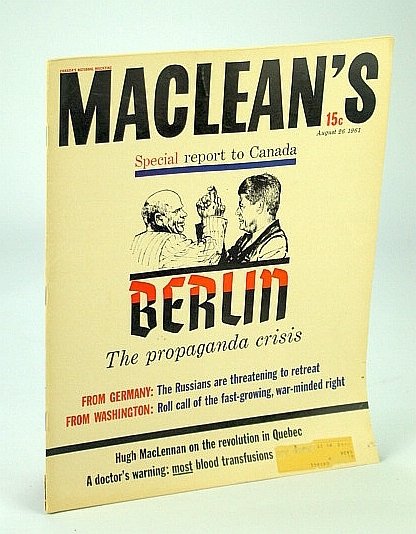 CANADA'S NATIONAL MAGAZINE
MACLEAN'S
15c
August 26 1961
Special report to Canada
BERLIN
The propaganda crisis
FROM GERMANY: The Russians are threatening to retreat
FROM WASHINGTON: Roll call of the fast-growing, war-minded right
Hugh MacLennan on the revolution in Quebec
A doctor's warning: most blood transfusions